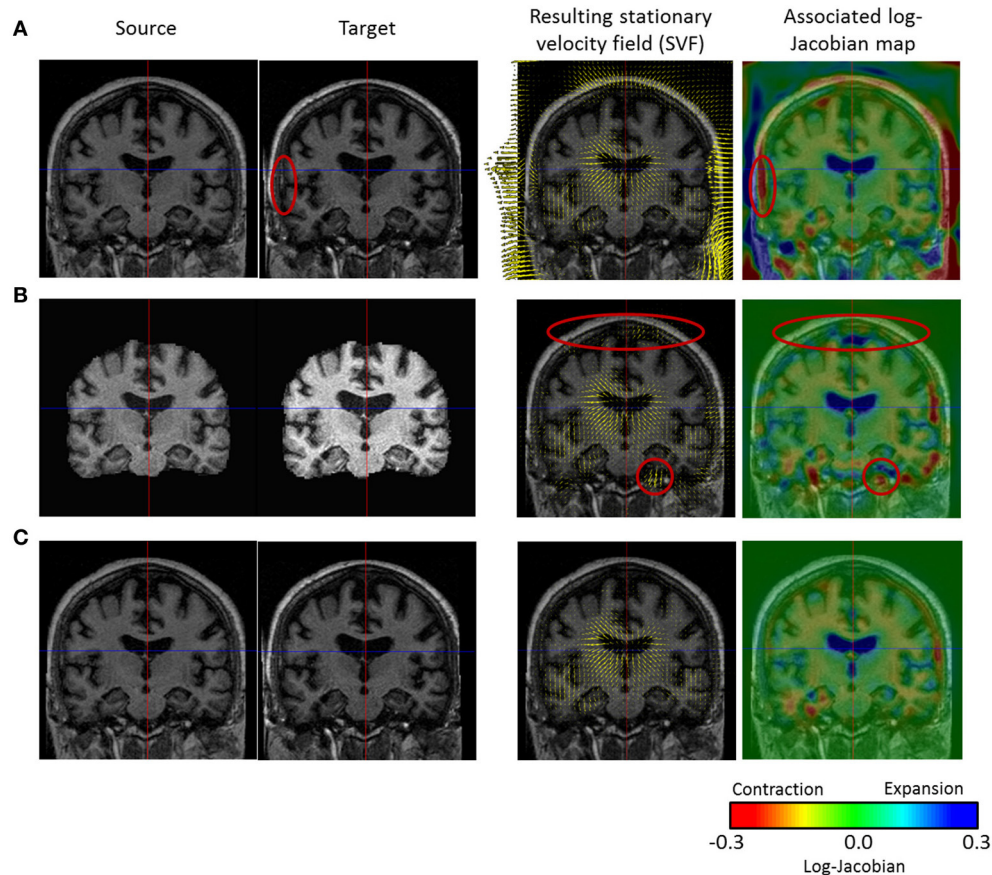 A
Source
Target
Resulting stationary
velocity field (SVF)
Associated log-
Jacobian map
B
C
Contraction
Expansion
-0.3
0.0
0.3
Log-Jacobian